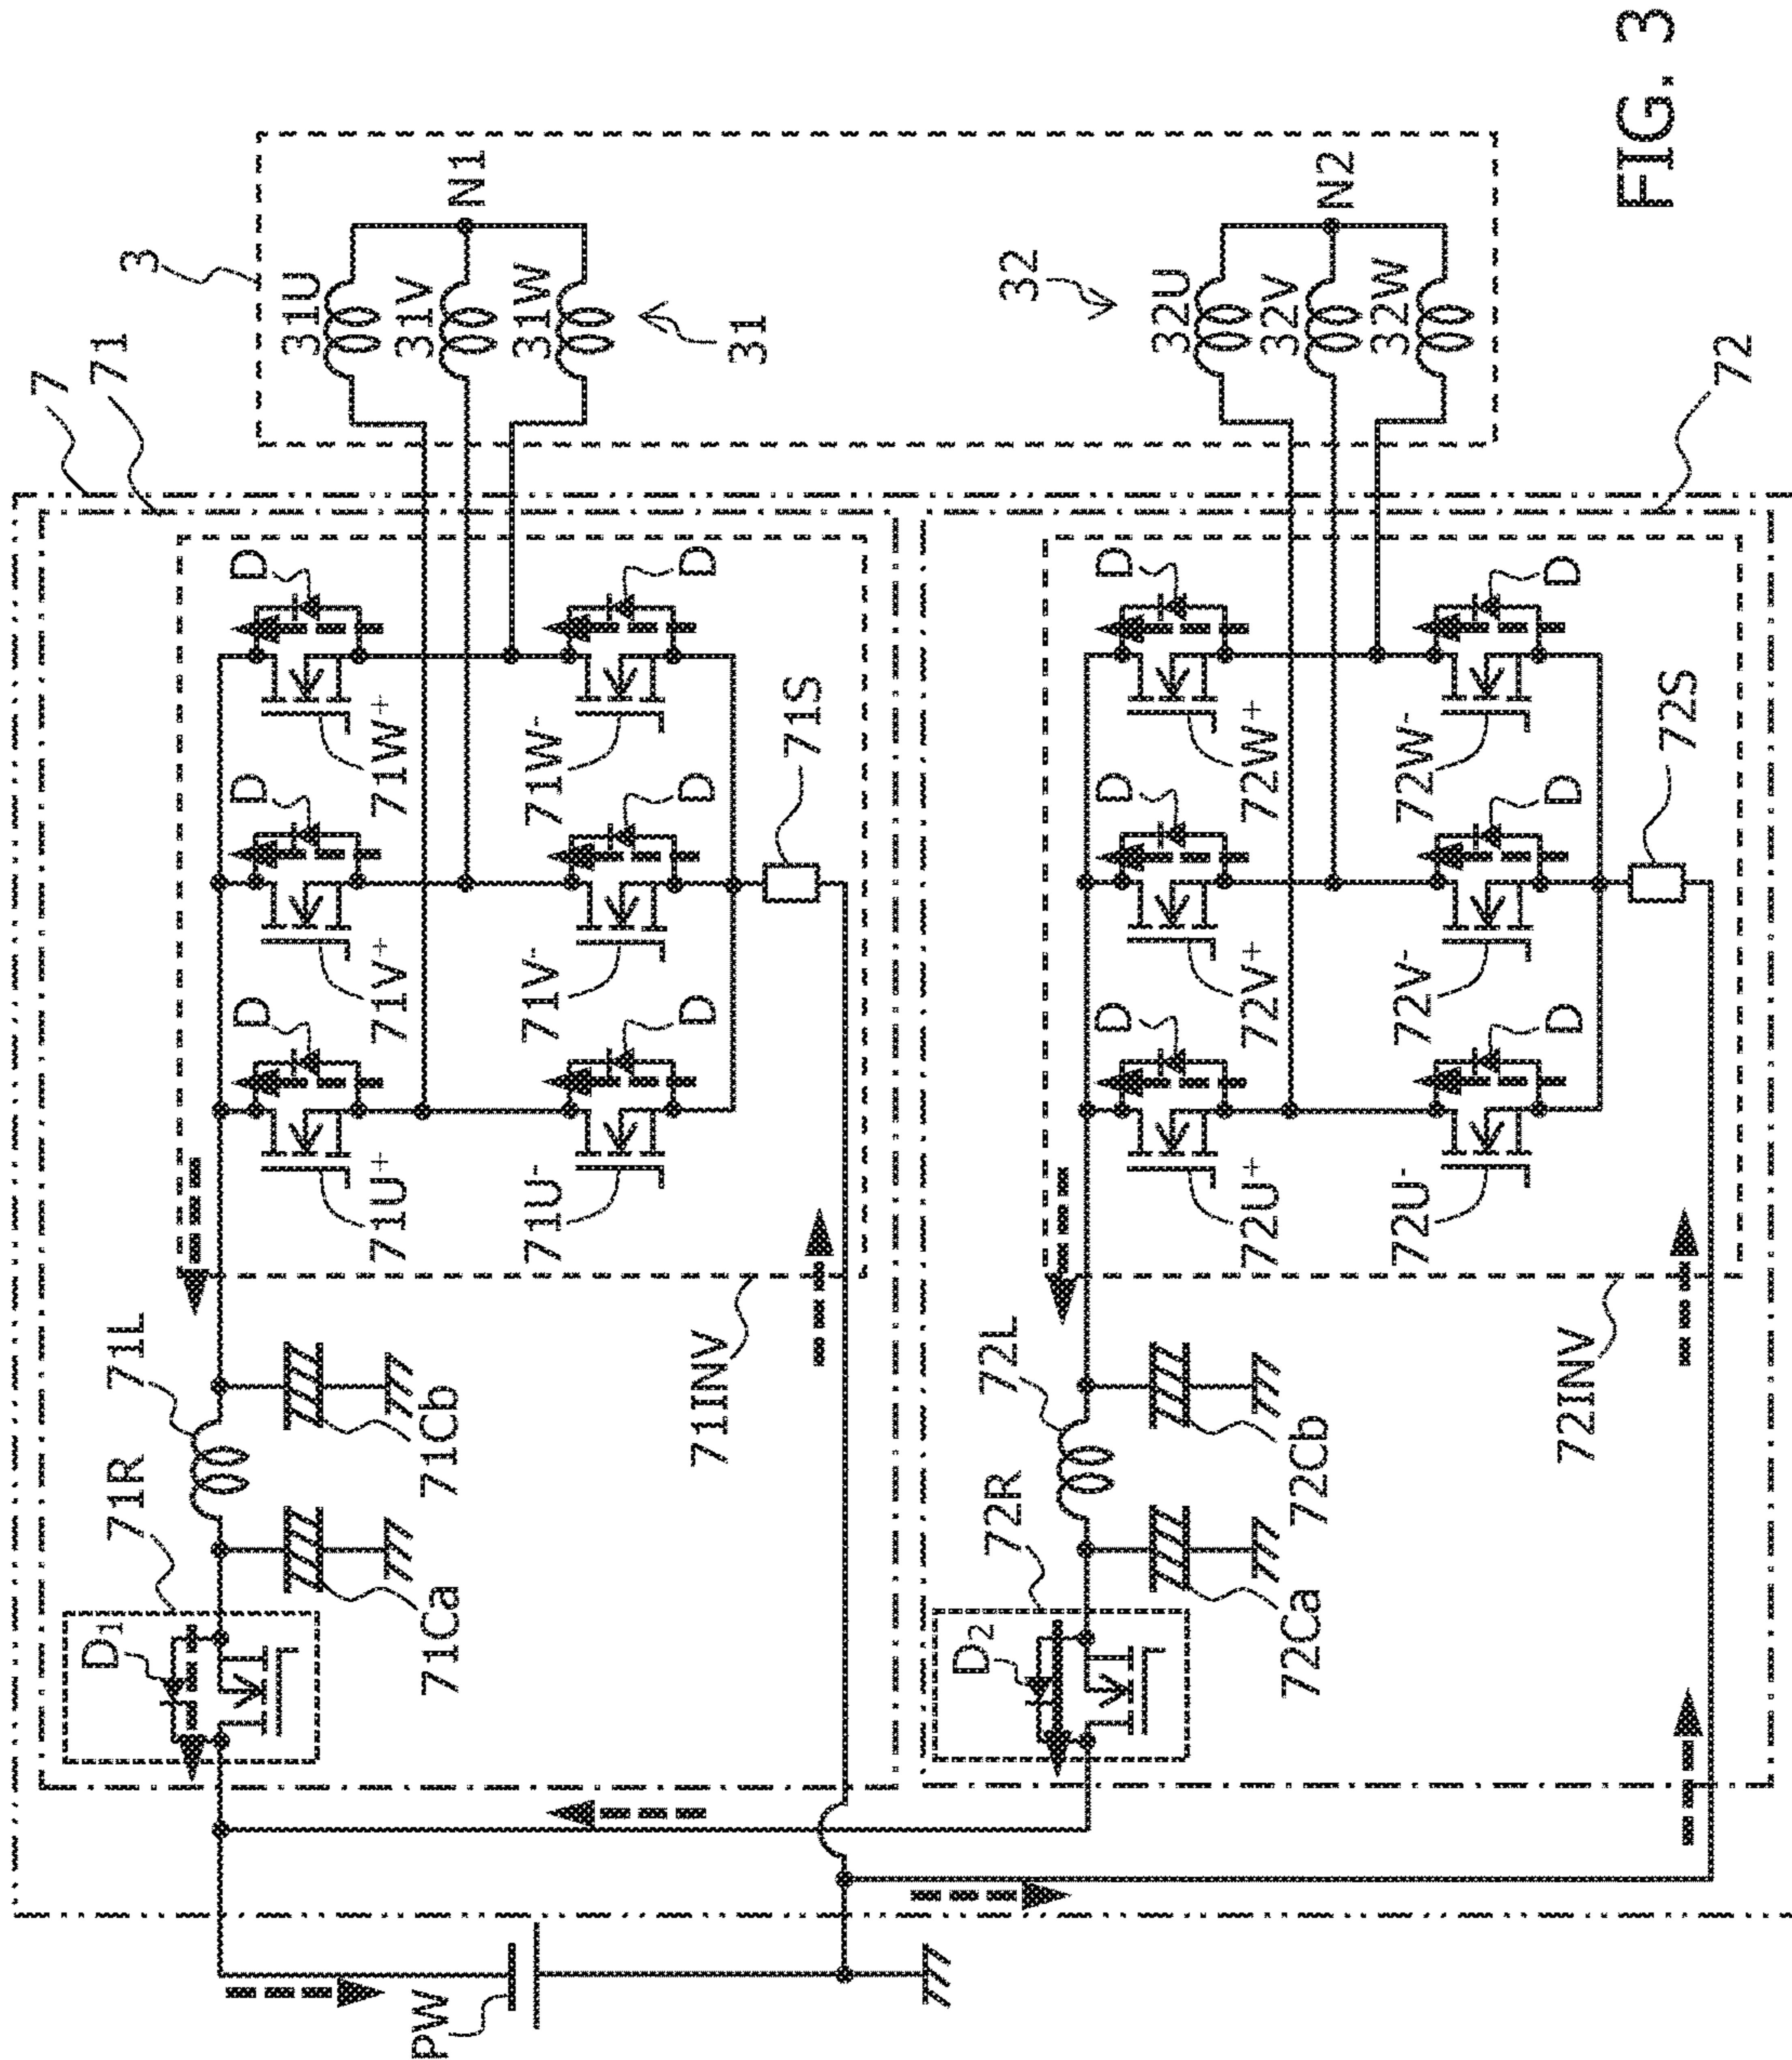 7
71
3
71R
71L
D1
D
D
D
31U
31V
31W
N1
71Ca
71Cb
71U+
71V+
71W+
71U-
71V-
71W-
D
D
D
31
71INV
71S
PW
72R
72L
D2
D
D
D
32
32U
32V
32W
N2
72Ca
72Cb
72U+
72V+
72W+
72U-
72V-
72W-
D
D
D
72INV
72S
72
FIG. 3